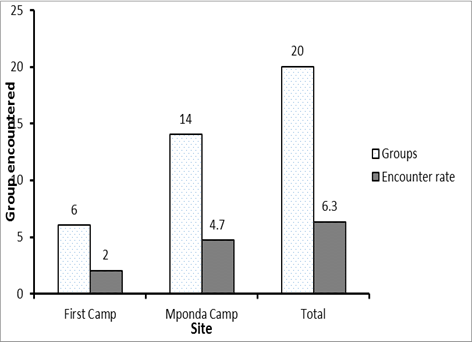 25
20
15
10
5
0
Group encountered
6
2
14
4.7
20
6.3
First Camp
Mponda Camp
Total
Site
Groups
Encounter rate